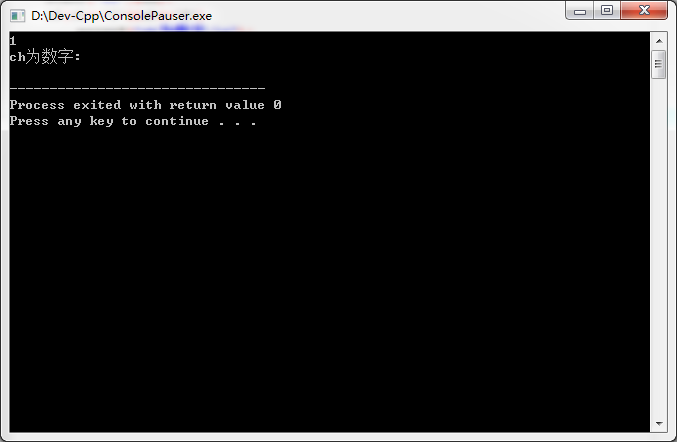 D:\Dev-Cpp\ConsolePauser.exe
1
ch为数字:
--------------------------------
Process exited with return value 0
Press any key to continue . . .